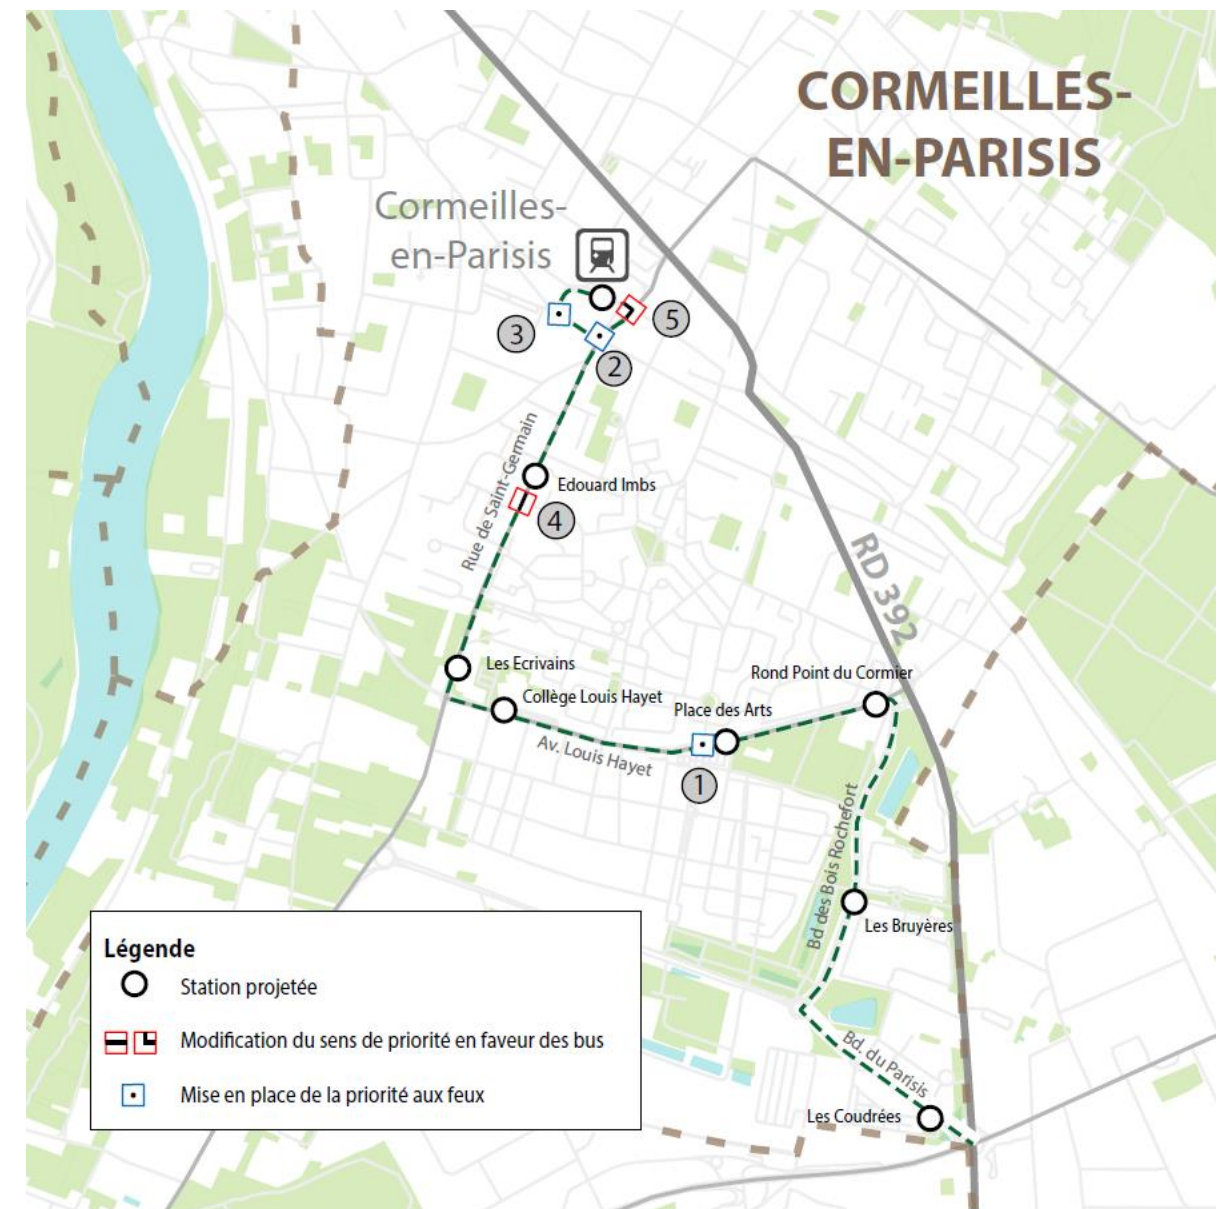 CORMEILLES-
EN-PARISIS
Cormeilles-
en-Parisis
3
5
2
Rue de Saint-Germain
Edouard Imbs
4
RD 392
Les Ecrivains
Collège Louis Hayet
Rond Point du Cormier
Place des Arts
Av. Louis Hayet
1
Bd des Bois Rochefort
Les Bruyères
Bd. du Parisis
Les Coudrées
Légende
Station projetée
Modification du sens de priorité en faveur des bus
Mise en place de la priorité aux feux